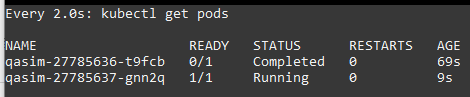 Every 2.0s: kubectl get pods
NAME READY STATUS RESTARTS AGE
qasim-27785636-t9fcb 0/1 Completed 0 69s
qasim-27785637-gnn2q 1/1 Running 0 9s